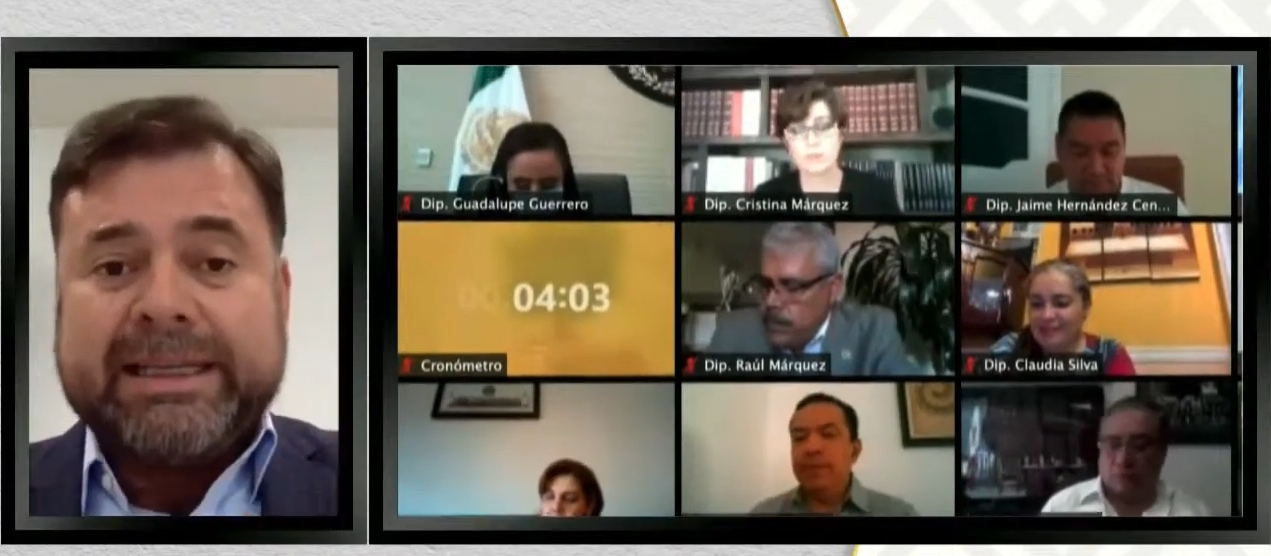 Dip. Guadalupe Guerrero
Dip. Cristina Márquez
Dip. Jaime Hernández Cen...
04:03
Cronómetro
Dip. Raúl Márquez
Dip. Claudia Silva